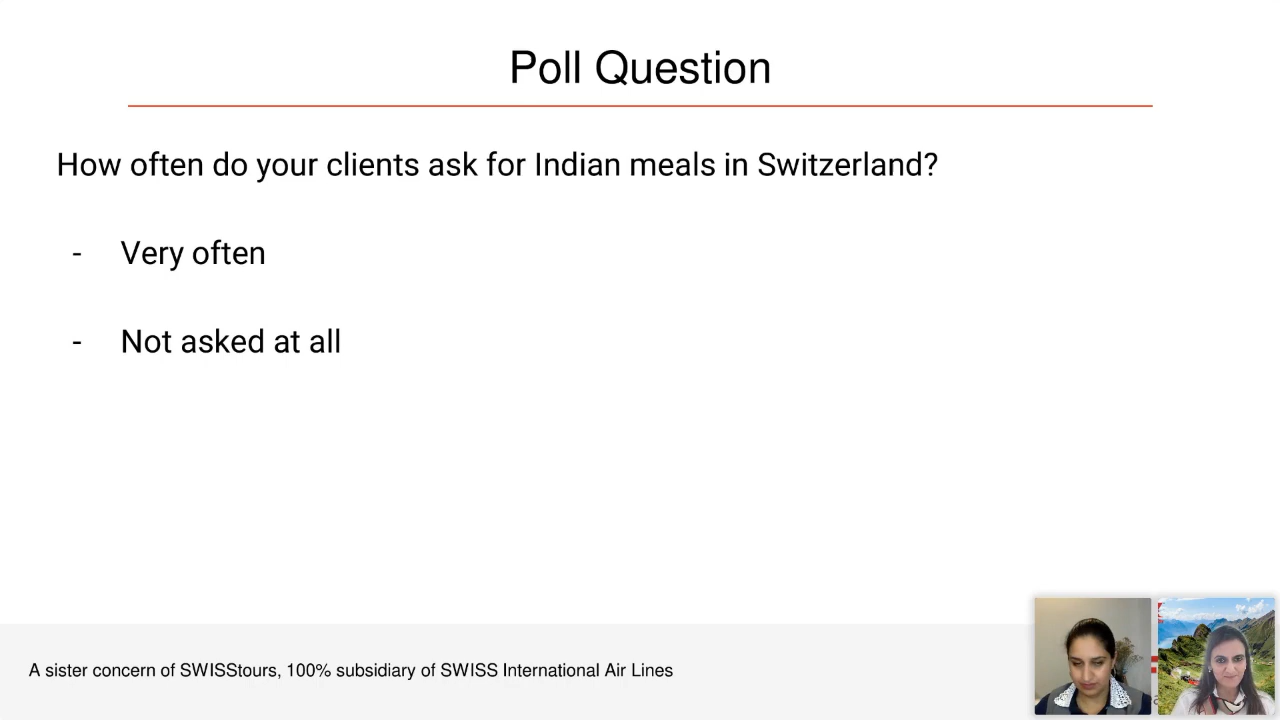 Poll Question
How often do your clients ask for Indian meals in Switzerland?
- Very often
- Not asked at all
A sister concern of SWISStours, 100% subsidiary of SWISS International Air Lines